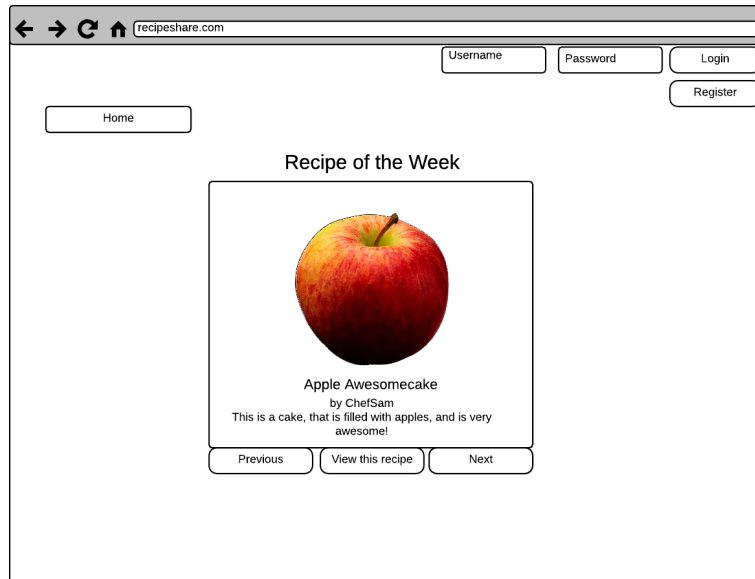 recipeshare.com
Username
Password
Login
Register
Home
Recipe of the Week
Apple Awesomecake
by ChefSam
This is a cake, that is filled with apples, and is very
awesome!
Previous
View this recipe
Next